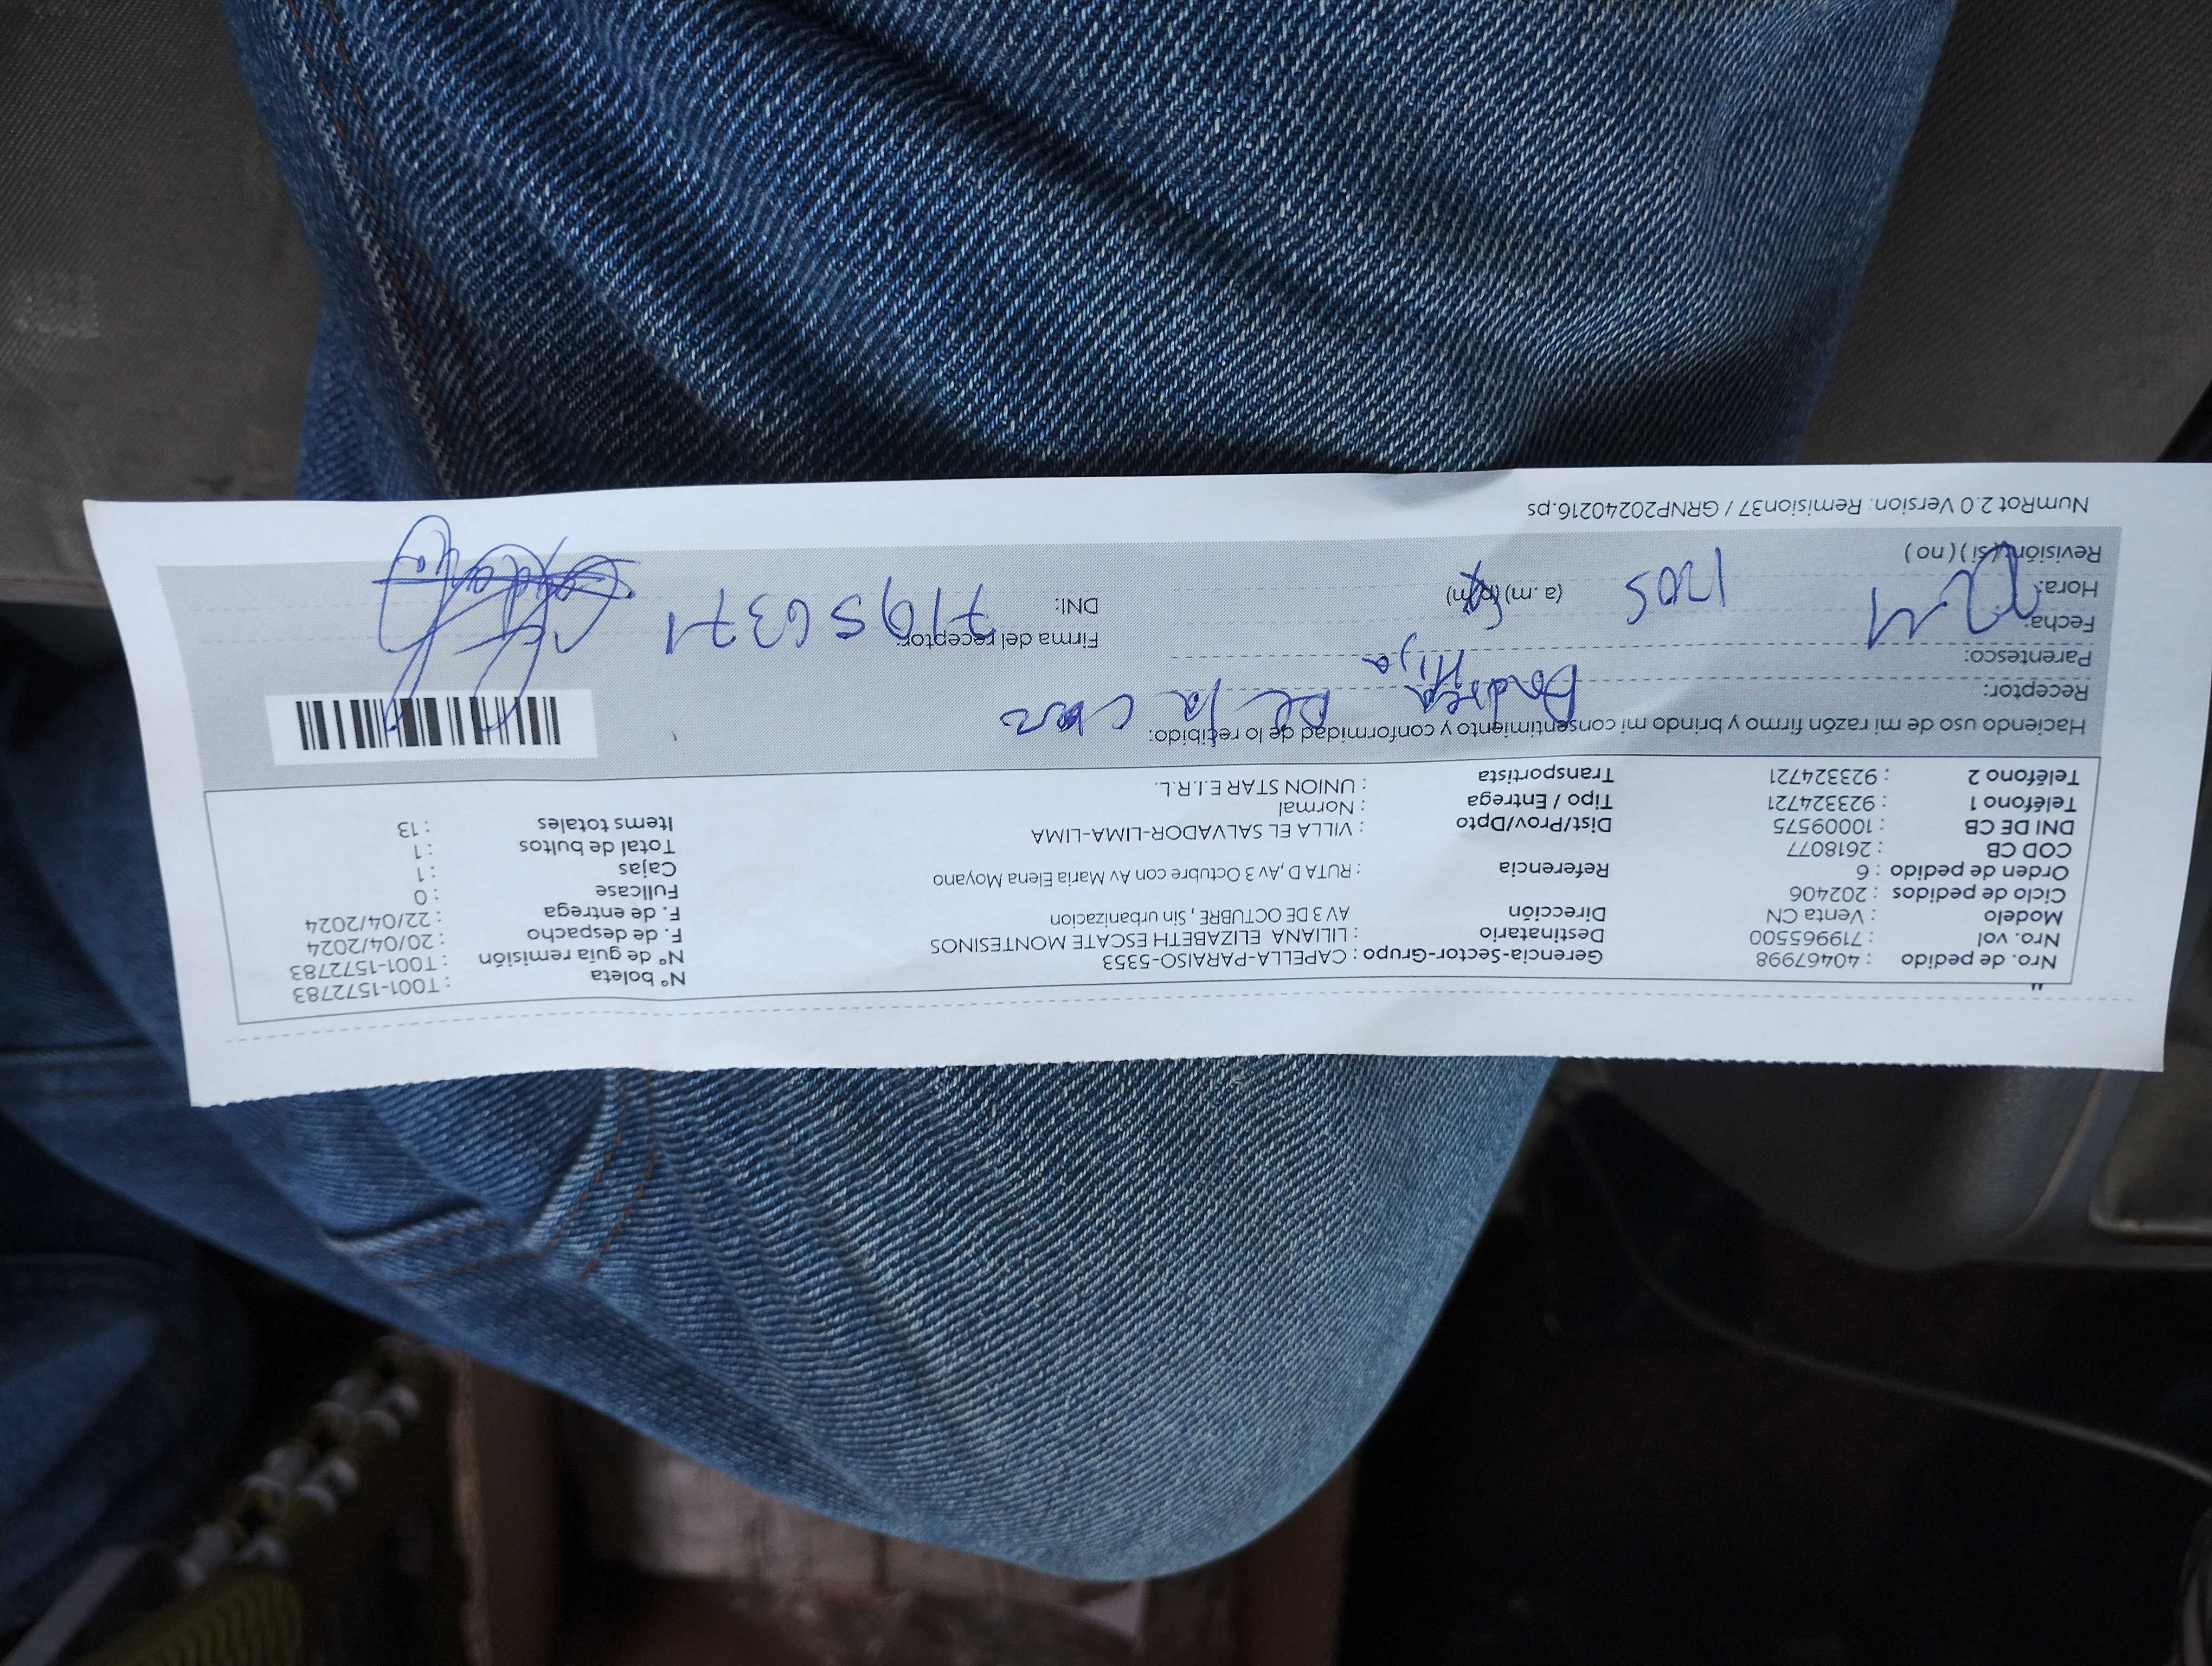 Nro. de pedido : 40467998
Nro. vol : 719965500
Modelo : Venta CN
Ciclo de pedidos : 202406
Orden de pedido : 6
COD CB : 2618077
DNI DE CB : 10009575
Teléfono 1 : 923324721
Teléfono 2 : 923324721
Gerencia-Sector-Grupo : CAPELLA-PARAISO-5353
Destinatario : LILIANA ELIZABETH ESCATE MONTESINOS
Dirección AV 3 DE OCTUBRE , Sin urbanizacion
Referencia : RUTA D, Av 3 Octubre con Av Maria Elena Moyano
Dist/Prov/Dpto : VILLA EL SALVADOR-LIMA-LIMA
Tipo / Entrega : Normal
Transportista : UNION STAR E.I.R.L.
N° boleta : T001-1572783
N° de guía remisión : T001-1572783
F. de despacho : 20/04/2024
F. de entrega : 22/04/2024
Fullcase : 0
Cajas : 1
Total de bultos : 1
Items totales : 13
Haciendo uso de mi razón firmo y brindo mi consentimiento y conformidad de lo recibido:
Receptor: Andrea De la Cruz
Parentesco: Hija
Fecha:
Hora: 1205 (a. m) (p. m)
Revisión: (si) (no)
Firma del receptor:
DNI: 71956371
NumRot 2.0 Version: Remision37 / GRNP20240216.ps